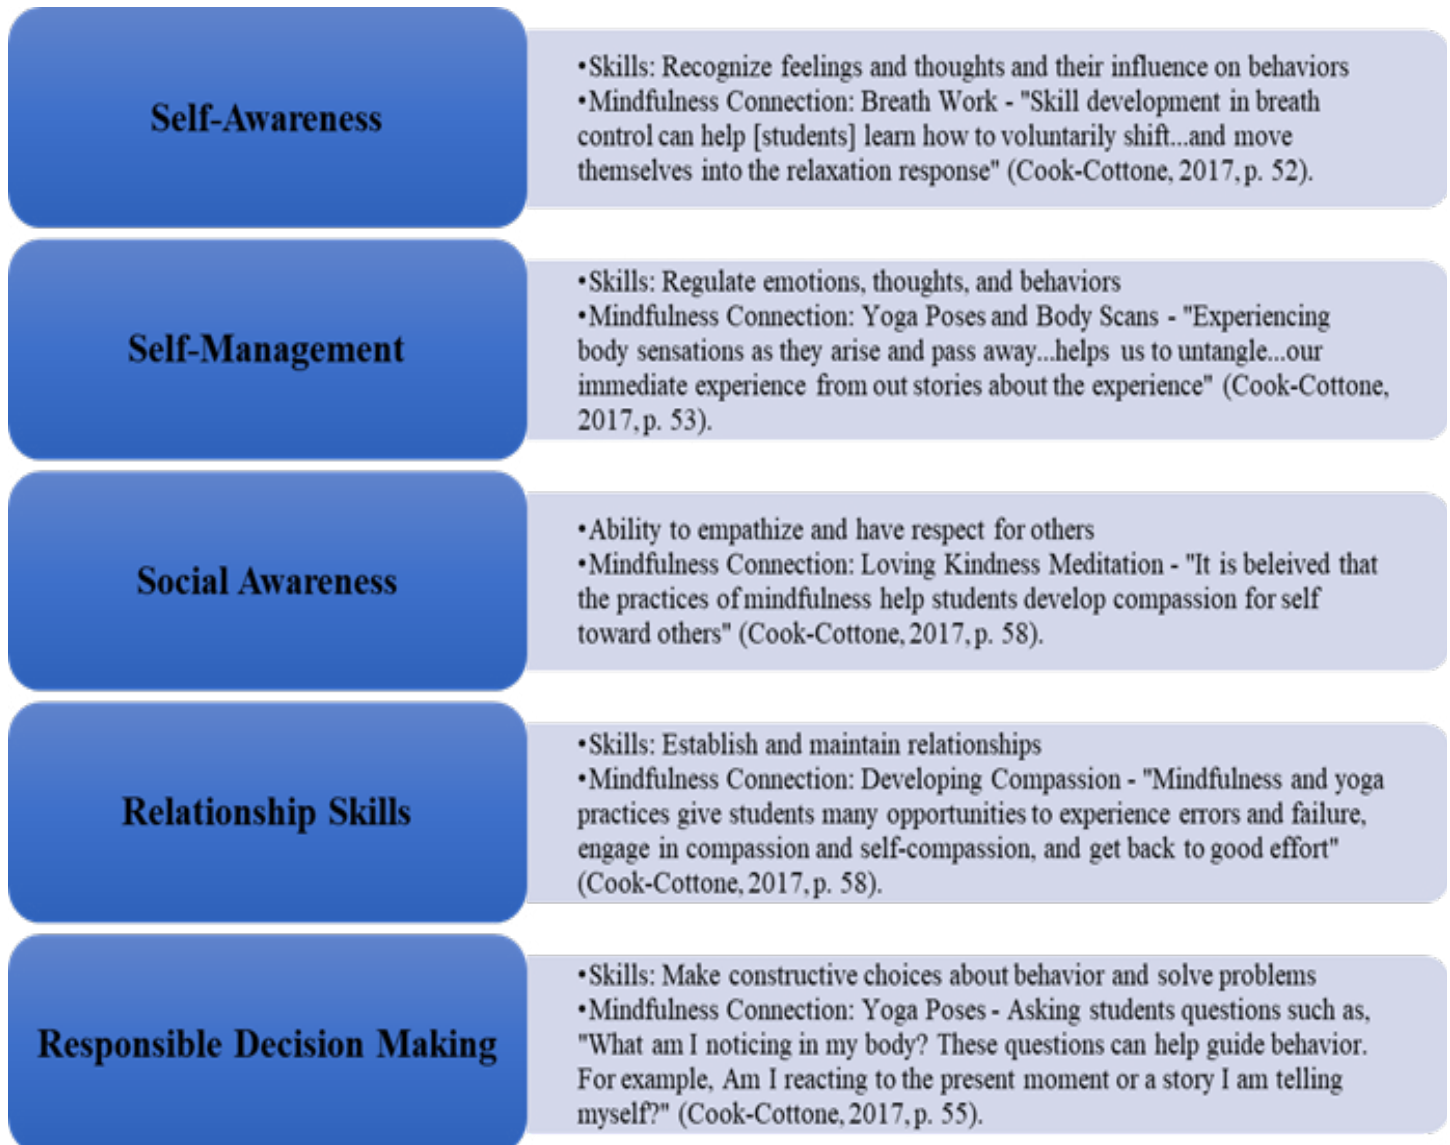 Self-Awareness
•Skills: Recognize feelings and thoughts and their influence on behaviors
•Mindfulness Connection: Breath Work - "Skill development in breath
control can help [students] learn how to voluntarily shift...and move
themselves into the relaxation response" (Cook-Cottone, 2017, p. 52).
Self-Management
•Skills: Regulate emotions, thoughts, and behaviors
•Mindfulness Connection: Yoga Poses and Body Scans - "Experiencing
body sensations as they arise and pass away...helps us to untangle...our
immediate experience from out stories about the experience" (Cook-Cottone,
2017, p. 53).
Social Awareness
•Ability to empathize and have respect for others
•Mindfulness Connection: Loving Kindness Meditation - "It is beleived that
the practices of mindfulness help students develop compassion for self
toward others" (Cook-Cottone, 2017, p. 58).
Relationship Skills
•Skills: Establish and maintain relationships
•Mindfulness Connection: Developing Compassion - "Mindfulness and yoga
practices give students many opportunities to experience errors and failure,
engage in compassion and self-compassion, and get back to good effort"
(Cook-Cottone, 2017, p. 58).
Responsible Decision Making
•Skills: Make constructive choices about behavior and solve problems
•Mindfulness Connection: Yoga Poses - Asking students questions such as,
"What am I noticing in my body? These questions can help guide behavior.
For example, Am I reacting to the present moment or a story I am telling
myself?" (Cook-Cottone, 2017, p. 55).